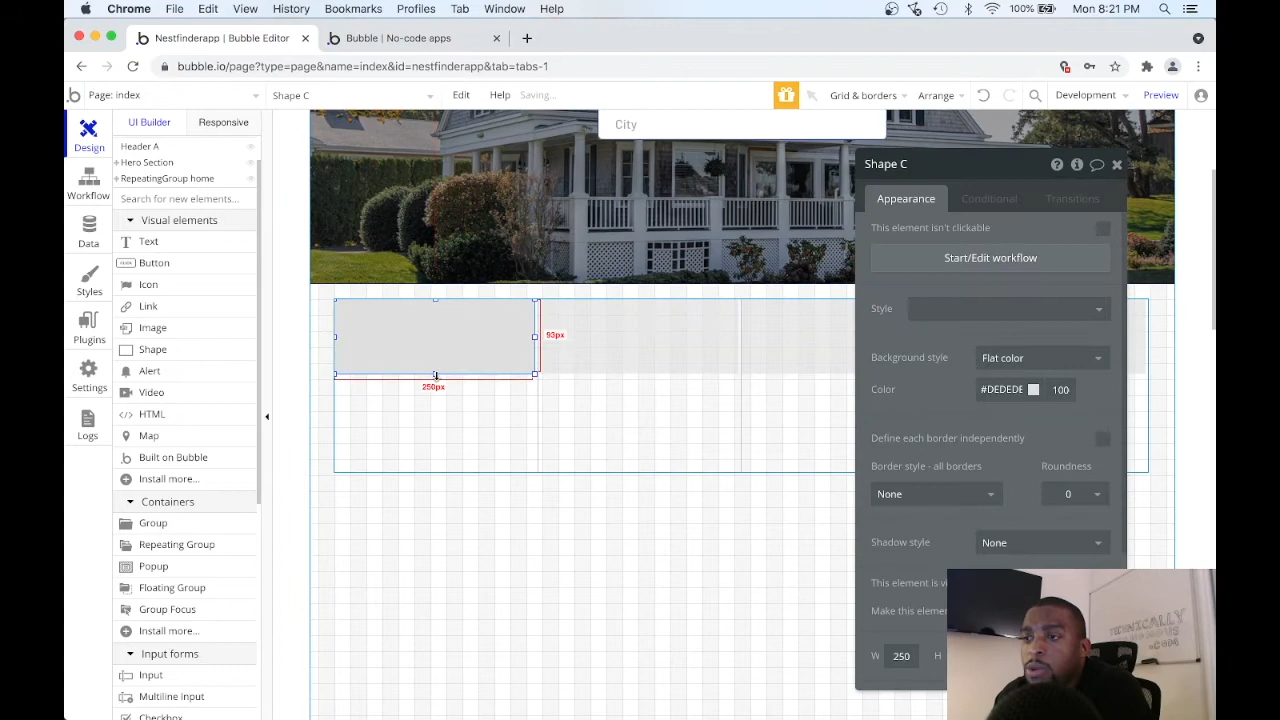 Chrome File Edit View History Bookmarks Profiles Tab Window Help 100% Mon 8:21 PM
Nestfinderapp | Bubble Editor × Bubble | No-code apps × +
bubble.io/page?type=page&name=index&id=nestfinderapp&tab=tabs-1
Page: index Shape C Edit Help Saving... Grid & borders Arrange Development Preview
Design
Workflow
Data
Styles
Plugins
Settings
Logs
UI Builder Responsive
Header A
Hero Section
RepeatingGroup home
Search for new elements...
Visual elements
Text
Button
Icon
Link
Image
Shape
Alert
Video
HTML
Map
Built on Bubble
Install more...
Containers
Group
Repeating Group
Popup
Floating Group
Group Focus
Install more...
Input forms
Input
Multiline Input
Checkbox
City
93px
250px
Shape C
Appearance Conditional Transitions
This element isn't clickable
Start/Edit workflow
Style
Background style Flat color
Color #DEDEDE 100
Define each border independently
Border style - all borders Roundness
None 0
Shadow style None
This element is vi
Make this elemen
W 250 H
TECHNICALLY
CODE